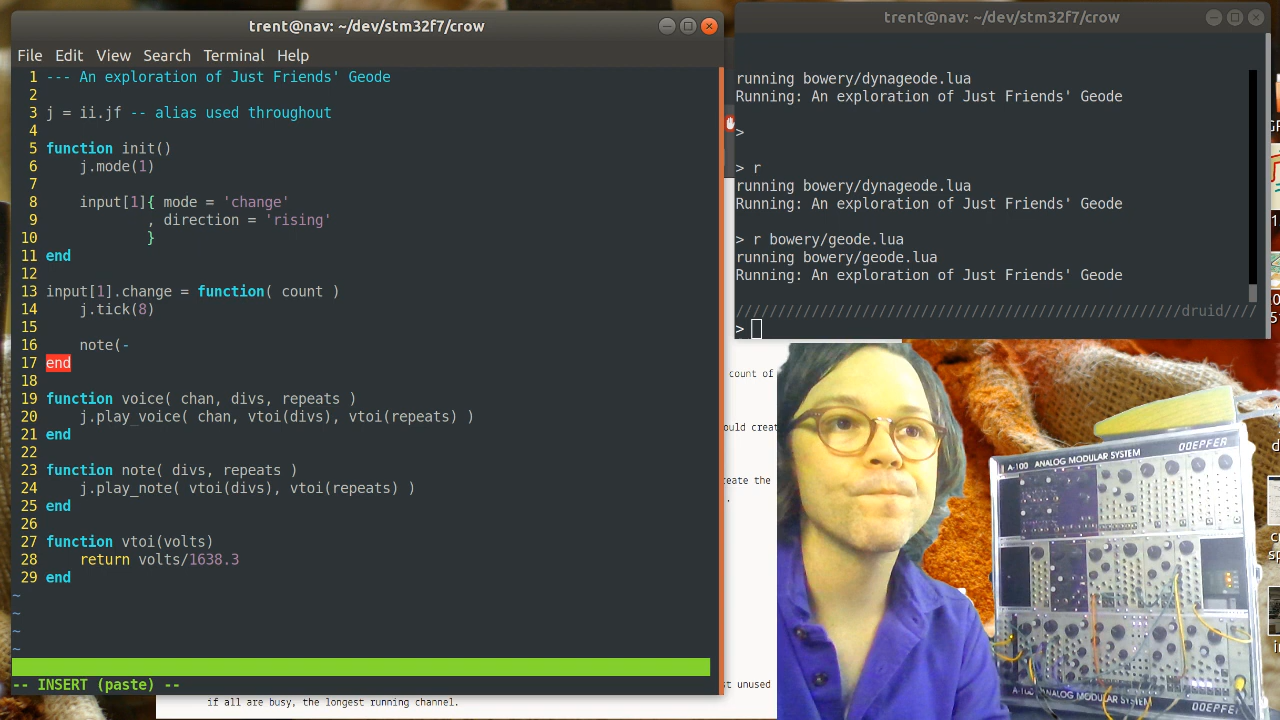 trent@nav: ~/dev/stm32f7/crow
File Edit View Search Terminal Help
1 --- An exploration of Just Friends' Geode
2
3 j = ii.jf -- alias used throughout
4
5 function init()
6 j.mode(1)
7
8 input[1]{ mode = 'change'
9 , direction = 'rising'
10 }
11 end
12
13 input[1].change = function( count )
14 j.tick(8)
15
16 note(-
17 end
18
19 function voice( chan, divs, repeats )
20 j.play_voice( chan, vtoi(divs), vtoi(repeats) )
21 end
22
23 function note( divs, repeats )
24 j.play_note( vtoi(divs), vtoi(repeats) )
25 end
26
27 function vtoi(volts)
28 return volts/1638.3
29 end
~
~
~
~
-- INSERT (paste) --
trent@nav: ~/dev/stm32f7/crow
running bowery/dynageode.lua
Running: An exploration of Just Friends' Geode
>
> r
running bowery/dynageode.lua
Running: An exploration of Just Friends' Geode
> r bowery/geode.lua
running bowery/geode.lua
Running: An exploration of Just Friends' Geode
////////////////////////////////////////////////////druid////
>
count of
eate the
unused
if all are busy, the longest running channel.
A-100 ANALOG MODULAR SYSTEM DOEPFER
A-100 ANALOG MODULAR SYSTEM DOEPFER